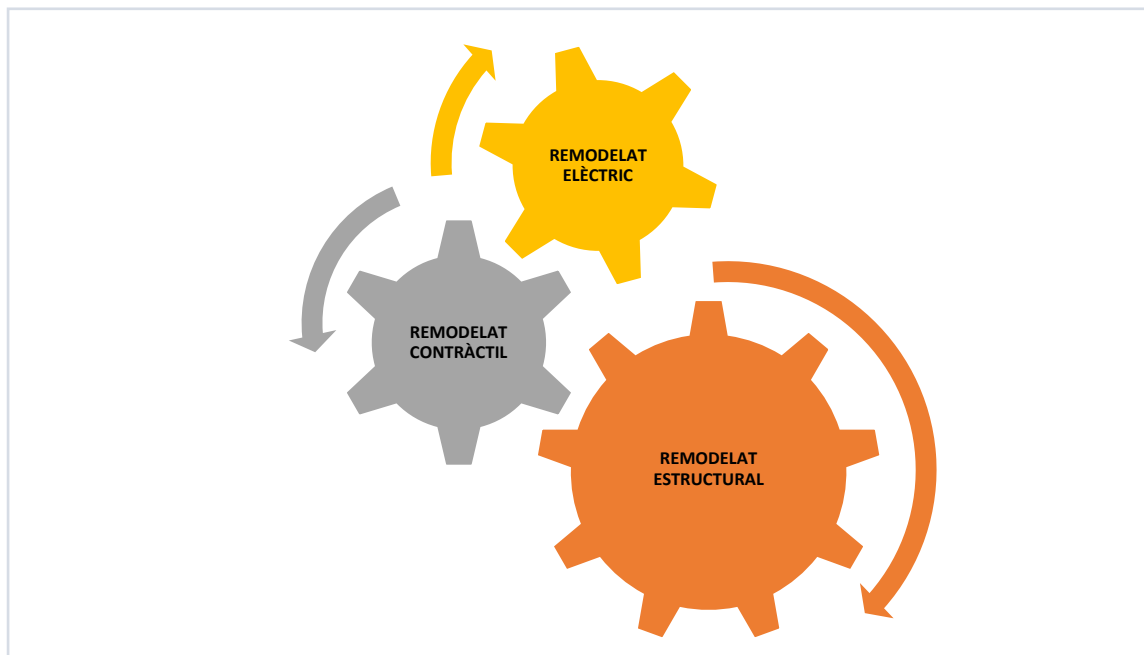 REMODELAT
ELÈCTRIC
REMODELAT
CONTRÀCTIL
REMODELAT
ESTRUCTURAL